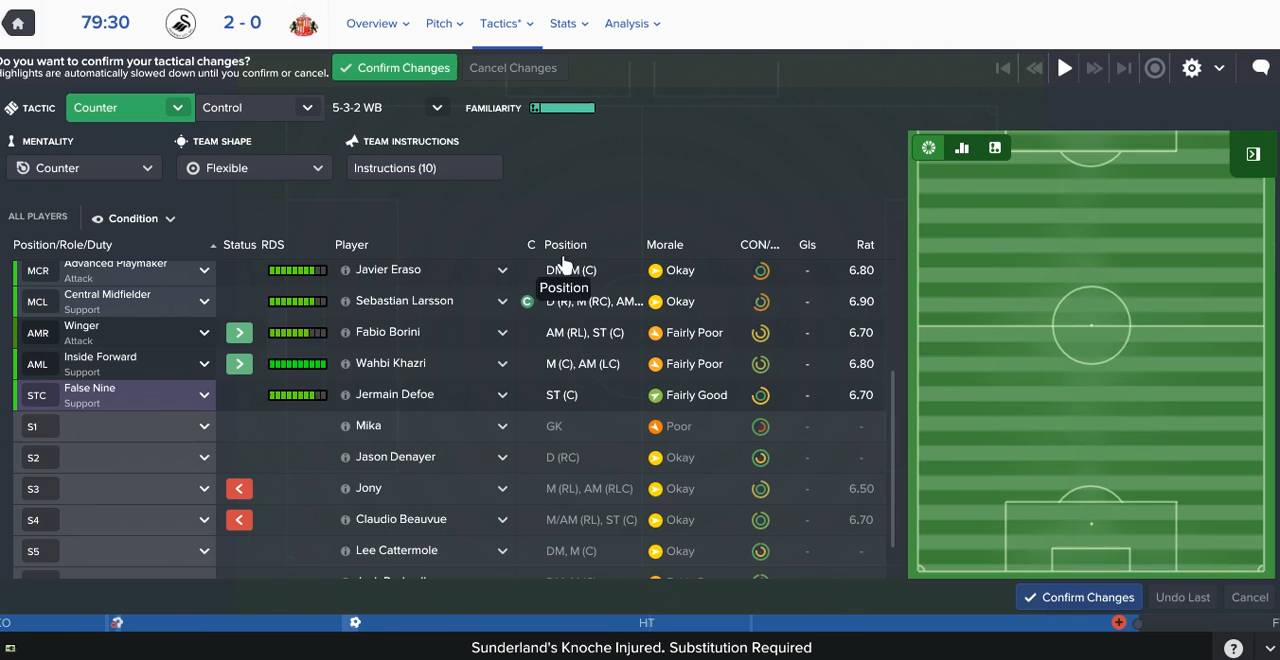 79:30 2 - 0 Overview Pitch Tactics* Stats Analysis
Do you want to confirm your tactical changes?
Highlights are automatically slowed down until you confirm or cancel.
Confirm Changes Cancel Changes
TACTIC Counter Control 5-3-2 WB FAMILIARITY
MENTALITY TEAM SHAPE TEAM INSTRUCTIONS
Counter Flexible Instructions (10)
ALL PLAYERS Condition
Position/Role/Duty Status RDS Player C Position Morale CON/... Gls Rat
MCR Advanced Playmaker Attack Javier Eraso DM, M (C) Okay - 6.80
Position
MCL Central Midfielder Support Sebastian Larsson C D (R), M (RC), AM... Okay - 6.90
AMR Winger Attack Fabio Borini AM (RL), ST (C) Fairly Poor - 6.70
AML Inside Forward Support Wahbi Khazri M (C), AM (LC) Fairly Poor - 6.80
STC False Nine Support Jermain Defoe ST (C) Fairly Good - 6.70
S1 Mika GK Poor - -
S2 Jason Denayer D (RC) Okay - -
S3 Jony M (RL), AM (RLC) Okay - 6.50
S4 Claudio Beauvue M/AM (RL), ST (C) Okay - 6.70
S5 Lee Cattermole DM, M (C) Okay - -
Confirm Changes Undo Last Cancel
KO HT F
Sunderland's Knoche Injured. Substitution Required
?